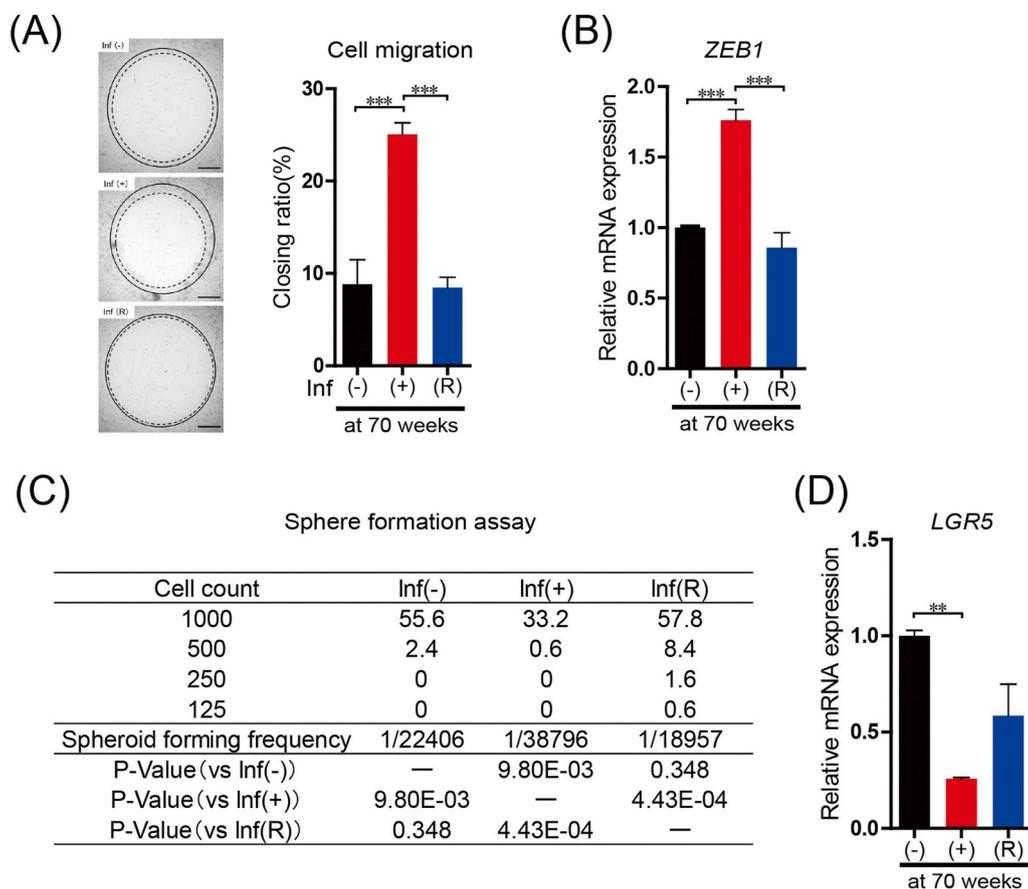 (A)
Inf (-)
Inf (+)
Inf (R)
Cell migration
Closing ratio(%)
30
20
10
0
***
***
Inf (-) (+) (R)
at 70 weeks
(B)
ZEB1
Relative mRNA expression
2.0
1.5
1.0
0.5
0.0
***
***
(-) (+) (R)
at 70 weeks
(C)
Sphere formation assay
Cell count Inf(-) Inf(+) Inf(R)
1000 55.6 33.2 57.8
500 2.4 0.6 8.4
250 0 0 1.6
125 0 0 0.6
Spheroid forming frequency 1/22406 1/38796 1/18957
P-Value(vs Inf(-)) — 9.80E-03 0.348
P-Value(vs Inf(+)) 9.80E-03 — 4.43E-04
P-Value(vs Inf(R)) 0.348 4.43E-04 —
(D)
LGR5
Relative mRNA expression
1.5
1.0
0.5
0.0
**
(-) (+) (R)
at 70 weeks